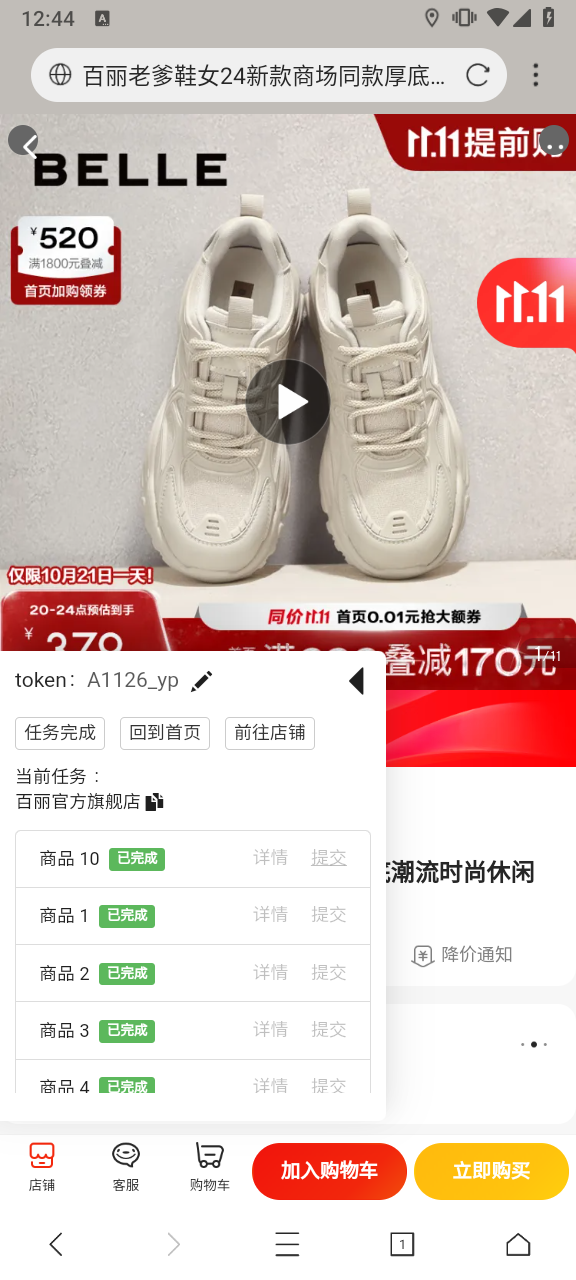 12:44
A
百丽老爹鞋女24新款商场同款厚底...
11.11提前购
BELLE
¥520
满1800元叠减
首页加购领券
11.11
仅限10月21日一天!
20-24点预估到手
¥379
同价11.11 首页0.01元抢大额券
叠减170元
1/11
token: A1126_yp
任务完成
回到首页
前往店铺
当前任务：
百丽官方旗舰店
商品 10 已完成 详情 提交
潮流时尚休闲
商品 1 已完成 详情 提交
降价通知
商品 2 已完成 详情 提交
商品 3 已完成 详情 提交
商品 4 已完成 详情 提交
店铺
客服
购物车
加入购物车
立即购买
1